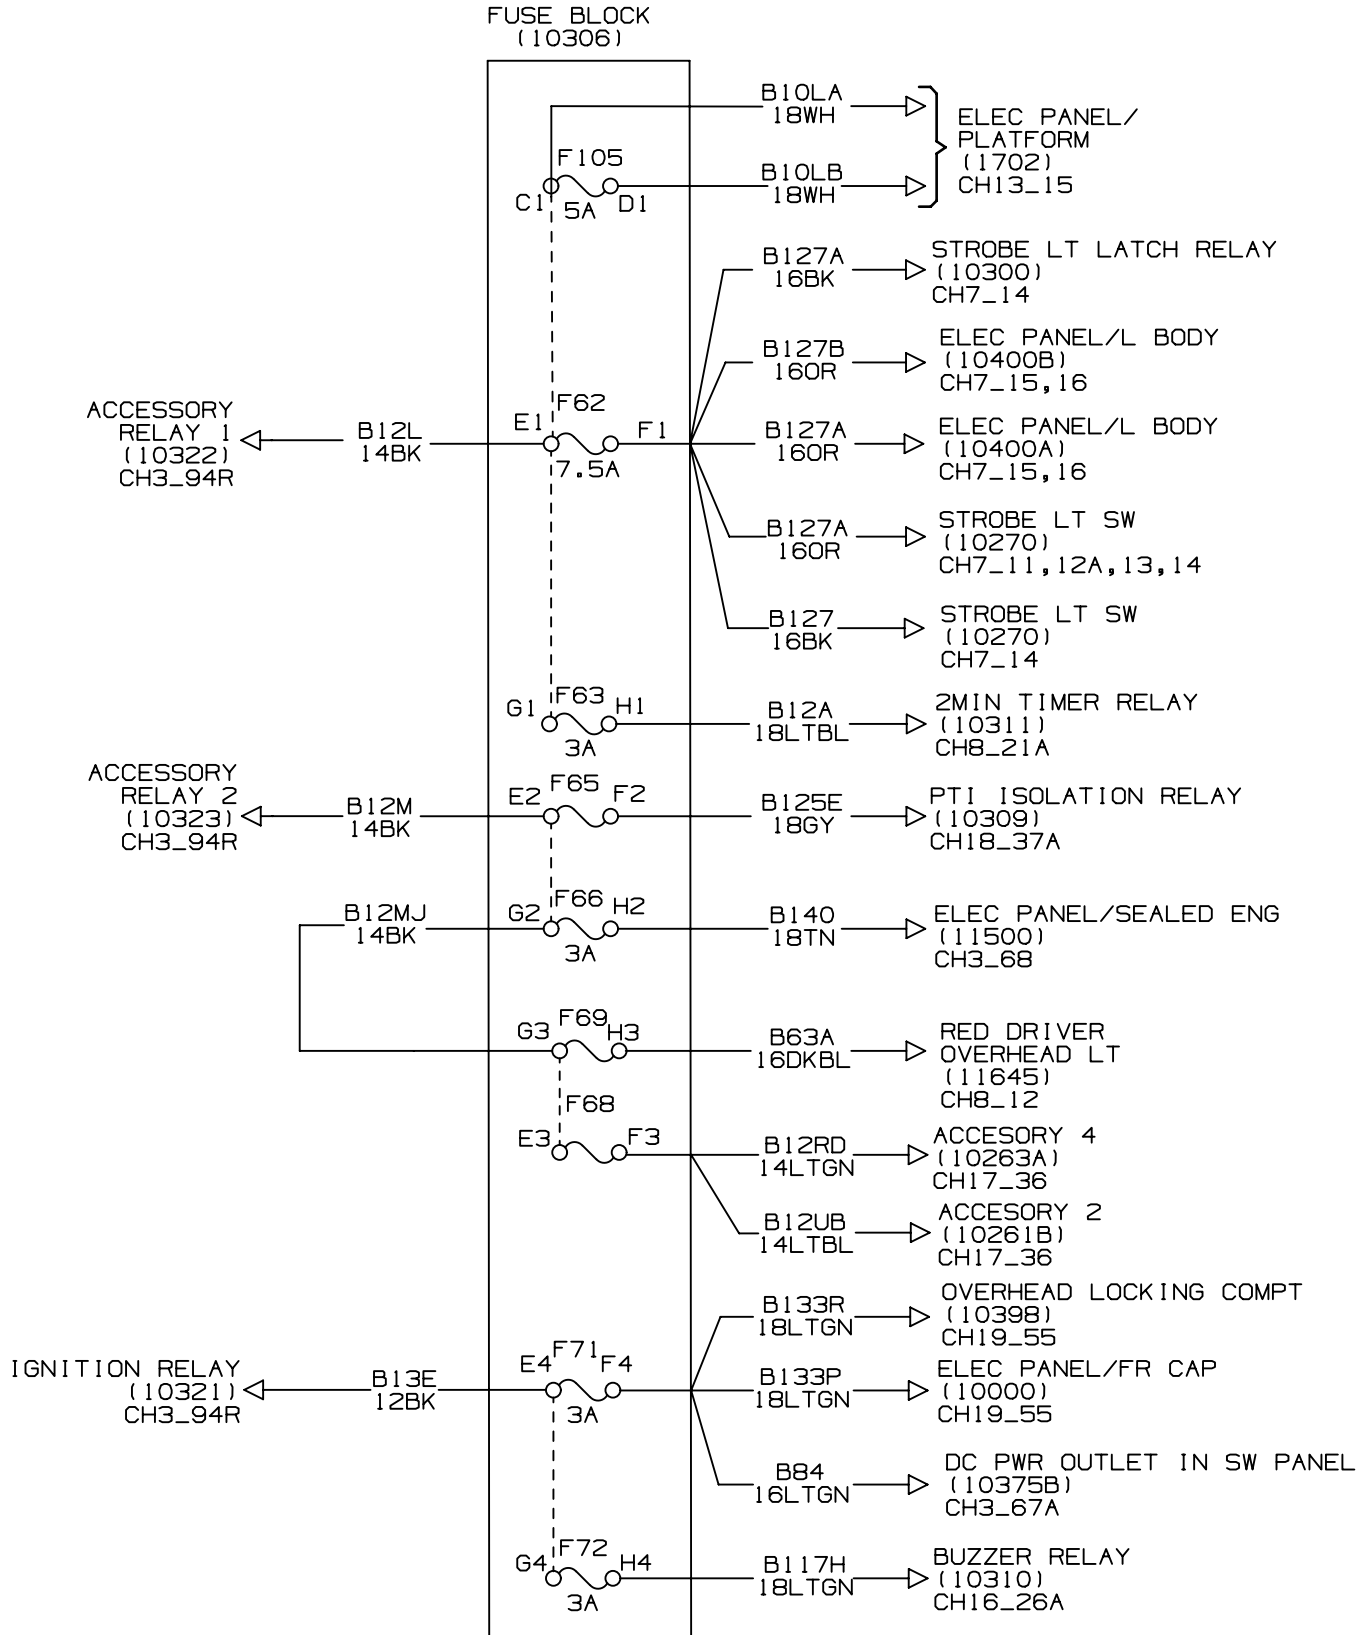 FUSE BLOCK
(10306)
B10LA
18WH
ELEC PANEL/
PLATFORM
(1702)
CH13_15
F105
C1
5A
D1
B10LB
18WH
B127A
16BK
STROBE LT LATCH RELAY
(10300)
CH7_14
B127B
16OR
ELEC PANEL/L BODY
(10400B)
CH7_15,16
ACCESSORY
RELAY 1
(10322)
CH3_94R
B12L
14BK
E1
F62
7.5A
F1
B127A
16OR
ELEC PANEL/L BODY
(10400A)
CH7_15,16
B127A
16OR
STROBE LT SW
(10270)
CH7_11,12A,13,14
B127
16BK
STROBE LT SW
(10270)
CH7_14
G1
F63
3A
H1
B12A
18LTBL
2MIN TIMER RELAY
(10311)
CH8_21A
ACCESSORY
RELAY 2
(10323)
CH3_94R
B12M
14BK
E2
F65
F2
B125E
18GY
PTI ISOLATION RELAY
(10309)
CH18_37A
B12MJ
14BK
G2
F66
3A
H2
B140
18TN
ELEC PANEL/SEALED ENG
(11500)
CH3_68
G3
F69
H3
B63A
16DKBL
RED DRIVER
OVERHEAD LT
(11645)
CH8_12
F68
E3
F3
B12RD
14LTGN
ACCESORY 4
(10263A)
CH17_36
B12UB
14LTBL
ACCESORY 2
(10261B)
CH17_36
B133R
18LTGN
OVERHEAD LOCKING COMPT
(10398)
CH19_55
IGNITION RELAY
(10321)
CH3_94R
B13E
12BK
E4
F71
3A
F4
B133P
18LTGN
ELEC PANEL/FR CAP
(10000)
CH19_55
B84
16LTGN
DC PWR OUTLET IN SW PANEL
(10375B)
CH3_67A
G4
F72
3A
H4
B117H
18LTGN
BUZZER RELAY
(10310)
CH16_26A